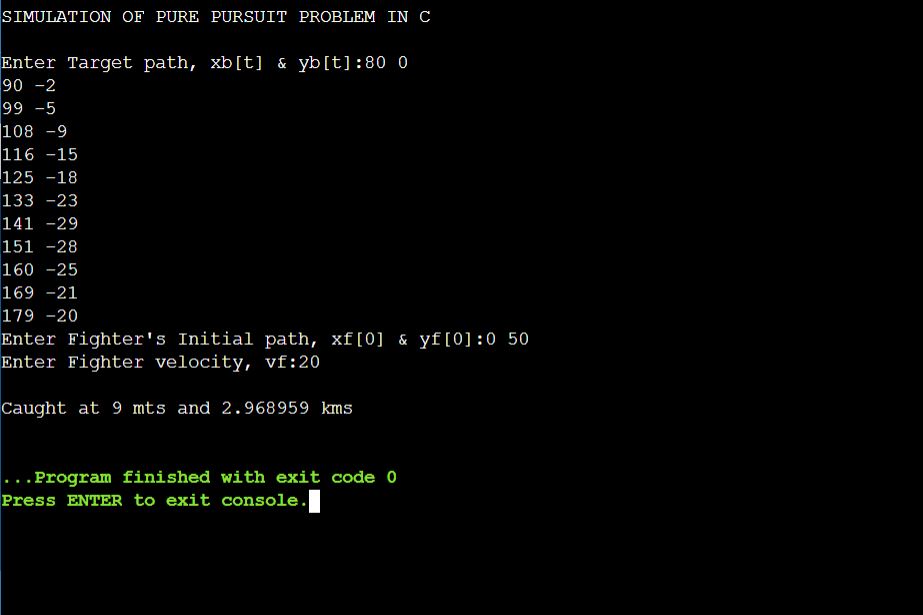 SIMULATION OF PURE PURSUIT PROBLEM IN C
Enter Target path, xb[t] & yb[t]:80 0
90 -2
99 -5
108 -9
116 -15
125 -18
133 -23
141 -29
151 -28
160 -25
169 -21
179 -20
Enter Fighter's Initial path, xf[0] & yf[0]:0 50
Enter Fighter velocity, vf:20
Caught at 9 mts and 2.968959 kms
...Program finished with exit code 0
Press ENTER to exit console.